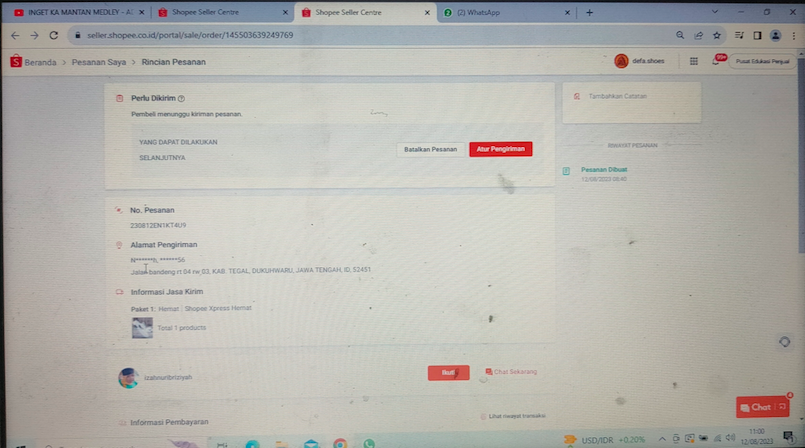 INGET KA MANTAN MEDLEY - A
Shopee Seller Centre
Shopee Seller Centre
(2) WhatsApp
seller.shopee.co.id/portal/sale/order/145503639249769
Beranda > Pesanan Saya > Rincian Pesanan
defa.shoes
99+
Pusat Edukasi Penjual
Perlu Dikirim
Pembeli menunggu kiriman pesanan.
YANG DAPAT DILAKUKAN
SELANJUTNYA
Batalkan Pesanan
Atur Pengiriman
Tambahkan Catatan
RIWAYAT PESANAN
Pesanan Dibuat
12/08/2023 08:40
No. Pesanan
230812EN1KT4U9
Alamat Pengiriman
N******h, ******56
Jalan bandeng rt 04 rw_03, KAB. TEGAL, DUKUHWARU, JAWA TENGAH, ID, 52451
Informasi Jasa Kirim
Paket 1: Hemat | Shopee Xpress Hemat
Total 1 products
izahnuribriziyah
Ikuti
Chat Sekarang
Informasi Pembayaran
Lihat riwayat transaksi
Chat
4
USD/IDR +0,20%
11:00
12/08/2023